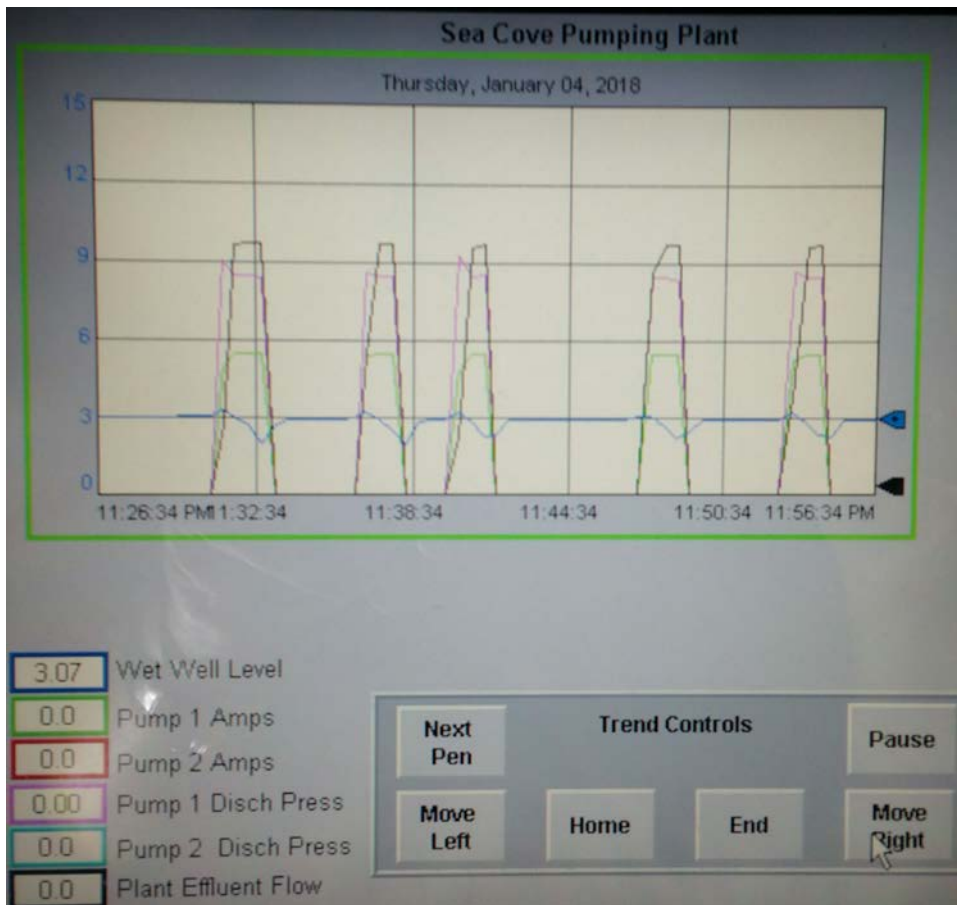 Sea Cove Pumping Plant
Thursday, January 04, 2018
15
12
9
6
3
0
11:26:34 PM 11:32:34 11:38:34 11:44:34 11:50:34 11:56:34 PM
3.07 Wet Well Level
0.0 Pump 1 Amps
0.0 Pump 2 Amps
0.00 Pump 1 Disch Press
0.0 Pump 2 Disch Press
0.0 Plant Effluent Flow
Trend Controls
Next
Pen
Pause
Move
Left
Home
End
Move
Right